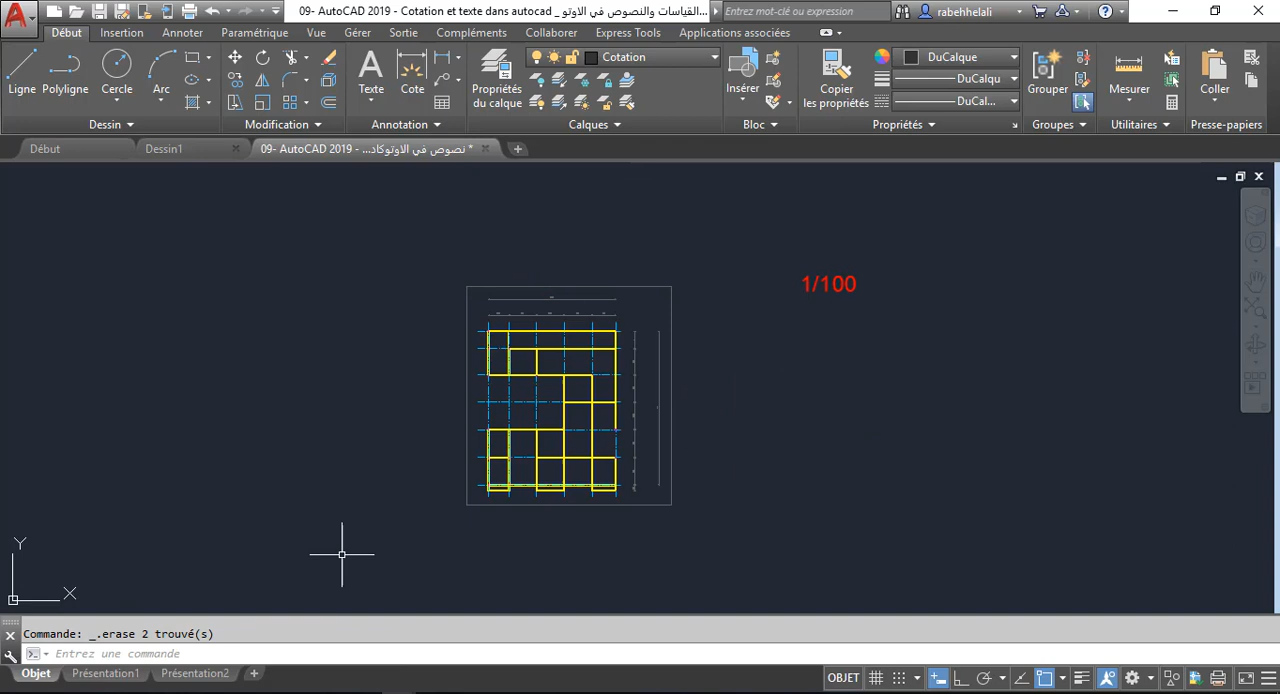 09- AutoCAD 2019 - Cotation et texte dans autocad _ القياسات والنصوص في الاوتو...
Entrez mot-clé ou expression
rabehhelali
Début Insertion Annoter Paramétrique Vue Gérer Sortie Compléments Collaborer Express Tools Applications associées
Ligne Polyligne Cercle Arc
Texte Cote
Propriétés du calque
Cotation
Insérer
Copier les propriétés
DuCalque
DuCalqu
DuCal...
Grouper
Mesurer
Coller
Dessin Modification Annotation Calques Bloc Propriétés Groupes Utilitaires Presse-papiers
Début Dessin1 09- AutoCAD 2019 - ...نصوص في الاوتوكاد *
1/100
Y
X
Commande: _.erase 2 trouvé(s)
Entrez une commande
Objet Présentation1 Présentation2
OBJET